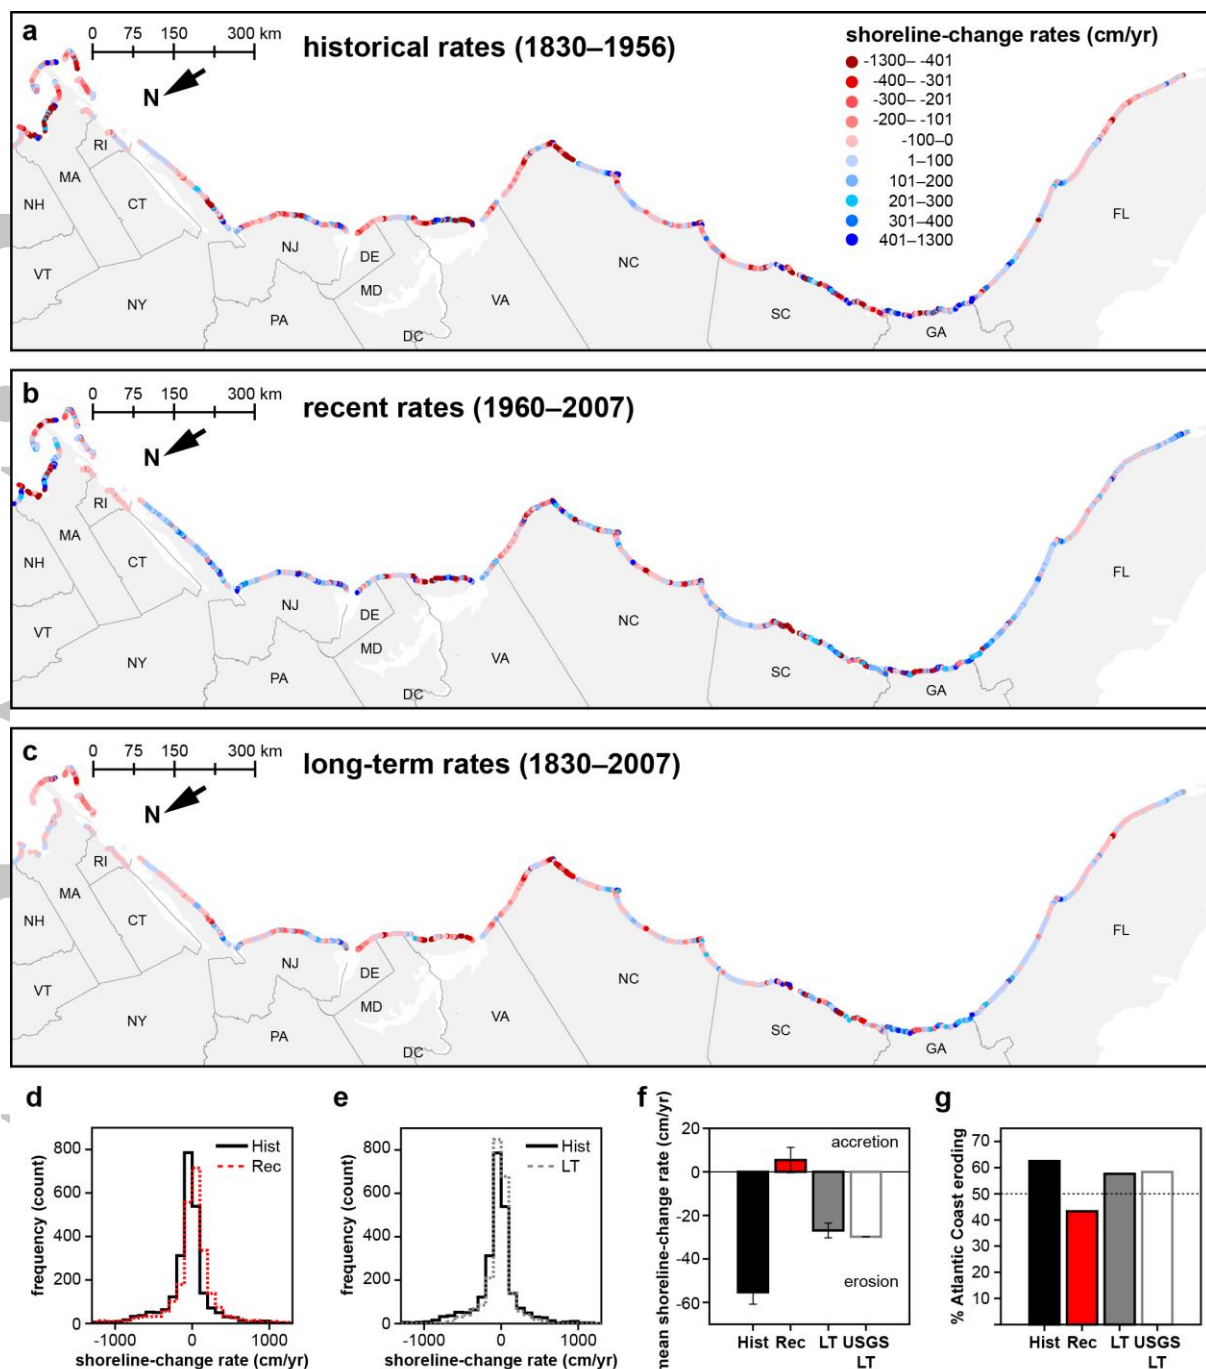 a
0 75 150 300 km
historical rates (1830–1956)
N
shoreline-change rates (cm/yr)
-1300– -401
-400– -301
-300– -201
-200– -101
-100–0
1–100
101–200
201–300
301–400
401–1300
RI
MA
NH
CT
VT
NY
NJ
PA
DE
MD
DC
VA
NC
SC
GA
FL
b
0 75 150 300 km
recent rates (1960–2007)
N
RI
MA
NH
CT
VT
NY
NJ
PA
DE
MD
DC
VA
NC
SC
GA
FL
c
0 75 150 300 km
long-term rates (1830–2007)
N
RI
MA
NH
CT
VT
NY
NJ
PA
DE
MD
DC
VA
NC
SC
GA
FL
d
frequency (count)
800
600
400
200
0
Hist
Rec
-1000 0 1000
shoreline-change rate (cm/yr)
e
frequency (count)
800
600
400
200
0
Hist
LT
-1000 0 1000
shoreline-change rate (cm/yr)
f
mean shoreline-change rate (cm/yr)
20
0
-20
-40
-60
accretion
erosion
Hist Rec LT USGS
LT
g
% Atlantic Coast eroding
70
60
50
40
30
20
10
Hist Rec LT USGS
LT